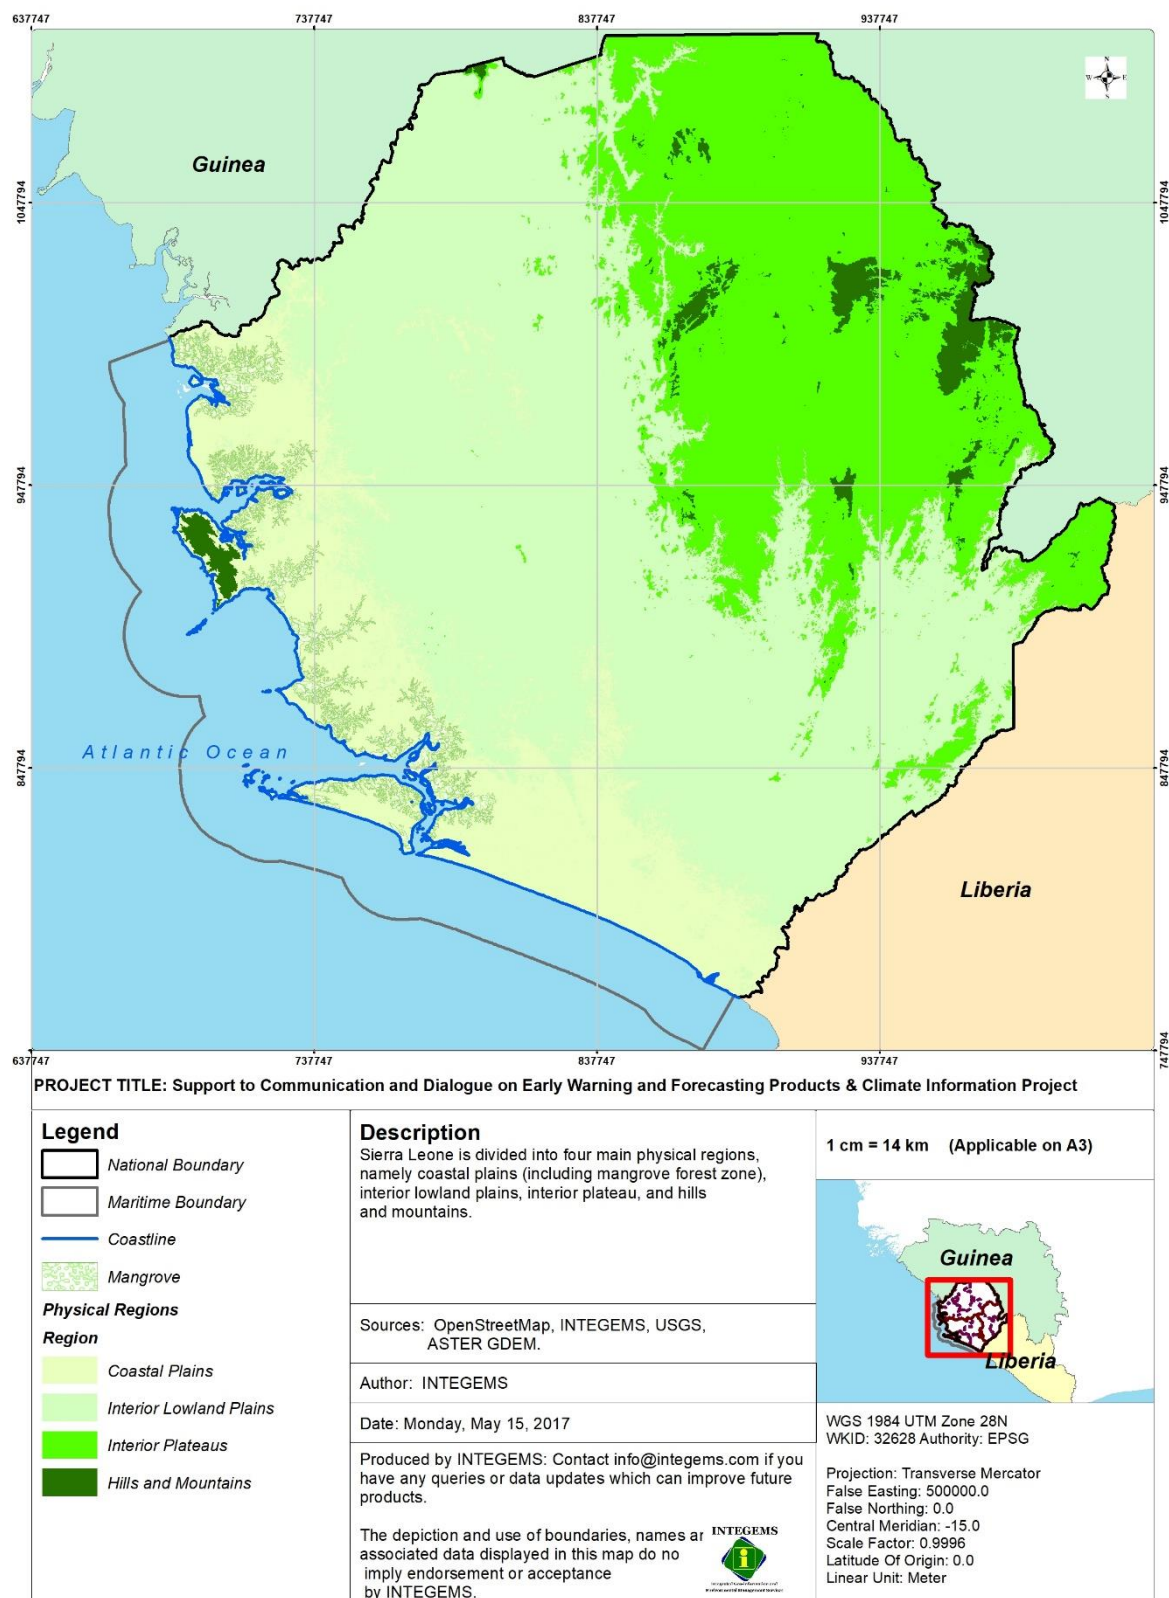 637747 737747 837747 937747
Guinea
1047794 1047794
947794 947794
Atlantic Ocean
847794 847794
Liberia
747794
637747 737747 837747 937747
PROJECT TITLE: Support to Communication and Dialogue on Early Warning and Forecasting Products & Climate Information Project
Legend
National Boundary
Maritime Boundary
Coastline
Mangrove
Physical Regions
Region
Coastal Plains
Interior Lowland Plains
Interior Plateaus
Hills and Mountains
Description
Sierra Leone is divided into four main physical regions,
namely coastal plains (including mangrove forest zone),
interior lowland plains, interior plateau, and hills
and mountains.
Sources: OpenStreetMap, INTEGEMS, USGS,
ASTER GDEM.
Author: INTEGEMS
Date: Monday, May 15, 2017
Produced by INTEGEMS: Contact info@integems.com if you
have any queries or data updates which can improve future
products.
The depiction and use of boundaries, names ar
associated data displayed in this map do no
imply endorsement or acceptance
by INTEGEMS.
INTEGEMS
1 cm = 14 km (Applicable on A3)
Guinea
Liberia
WGS 1984 UTM Zone 28N
WKID: 32628 Authority: EPSG
Projection: Transverse Mercator
False Easting: 500000.0
False Northing: 0.0
Central Meridian: -15.0
Scale Factor: 0.9996
Latitude Of Origin: 0.0
Linear Unit: Meter